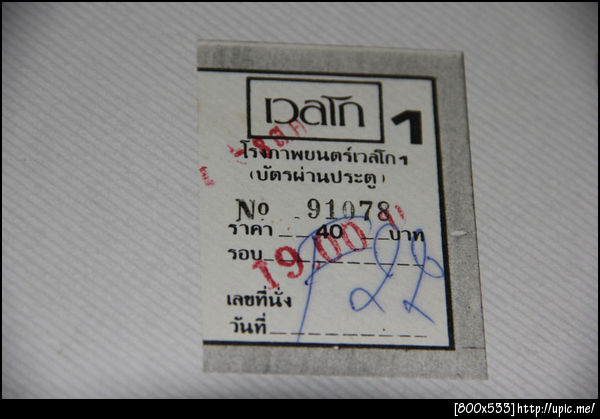 เวลโก 1
โรงภาพยนตร์เวลโก 1
(บัตรผ่านประตู)
No 91078
ราคา 40 บาท
รอบ 19.00 น
เลขที่นั่ง F22
วันที่
[800x533]http://upic.me/